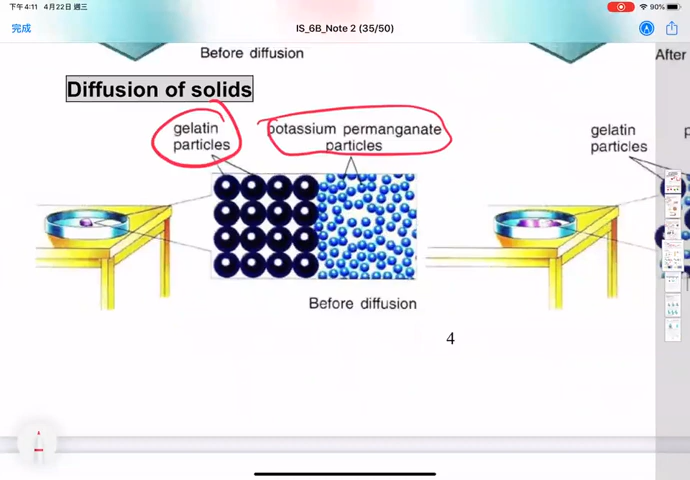 下午4:11 4月22日 週三
90%
完成
IS_6B_Note 2 (35/50)
Before diffusion
After
Diffusion of solids
gelatin
particles
potassium permanganate
particles
gelatin
particles
p
Before diffusion
4